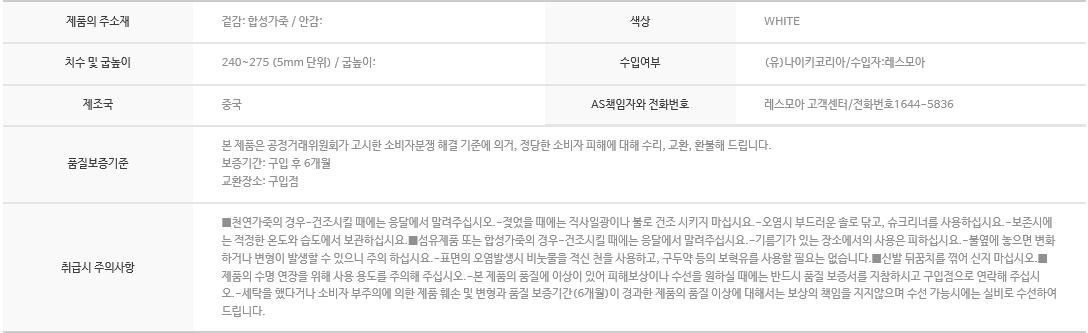 제품의 주소재 겉감: 합성가죽 / 안감: 색상 WHITE
치수 및 굽높이 240~275 (5mm 단위) / 굽높이: 수입여부 (유)나이키코리아/수입자:레스모아
제조국 중국 AS책임자와 전화번호 레스모아 고객센터/전화번호1644-5836
품질보증기준
본 제품은 공정거래위원회가 고시한 소비자분쟁 해결 기준에 의거, 정당한 소비자 피해에 대해 수리, 교환, 환불해 드립니다.
보증기간: 구입 후 6개월
교환장소: 구입점
취급시 주의사항
■천연가죽의 경우-건조시킬 때에는 응달에서 말려주십시오.-젖었을 때에는 직사일광이나 불로 건조 시키지 마십시요.-오염시 부드러운 솔로 닦고, 슈크리너를 사용하십시요.-보존시에
는 적정한 온도와 습도에서 보관하십시요.■섬유제품 또는 합성가죽의 경우-건조시킬 때에는 응달에서 말려주십시요.-기름기가 있는 장소에서의 사용은 피하십시요.-불옆에 놓으면 변화
하거나 변형이 발생할 수 있으니 주의 하십시요.-표면의 오염발생시 비눗물을 적신 천을 사용하고, 구두약 등의 보혁유를 사용할 필요는 없습니다.■신발 뒤꿈치를 꺾어 신지 마십시요.■
제품의 수명 연장을 위해 사용 용도를 주의해 주십시오.-본 제품의 품질에 이상이 있어 피해보상이나 수선을 원하실 때에는 반드시 품질 보증서를 지참하시고 구입점으로 연락해 주십시
오.-세탁을 했다거나 소비자 부주의에 의한 제품 훼손 및 변형과 품질 보증기간(6개월)이 경과한 제품의 품질 이상에 대해서는 보상의 책임을 지지않으며 수선 가능시에는 실비로 수선하여
드립니다.